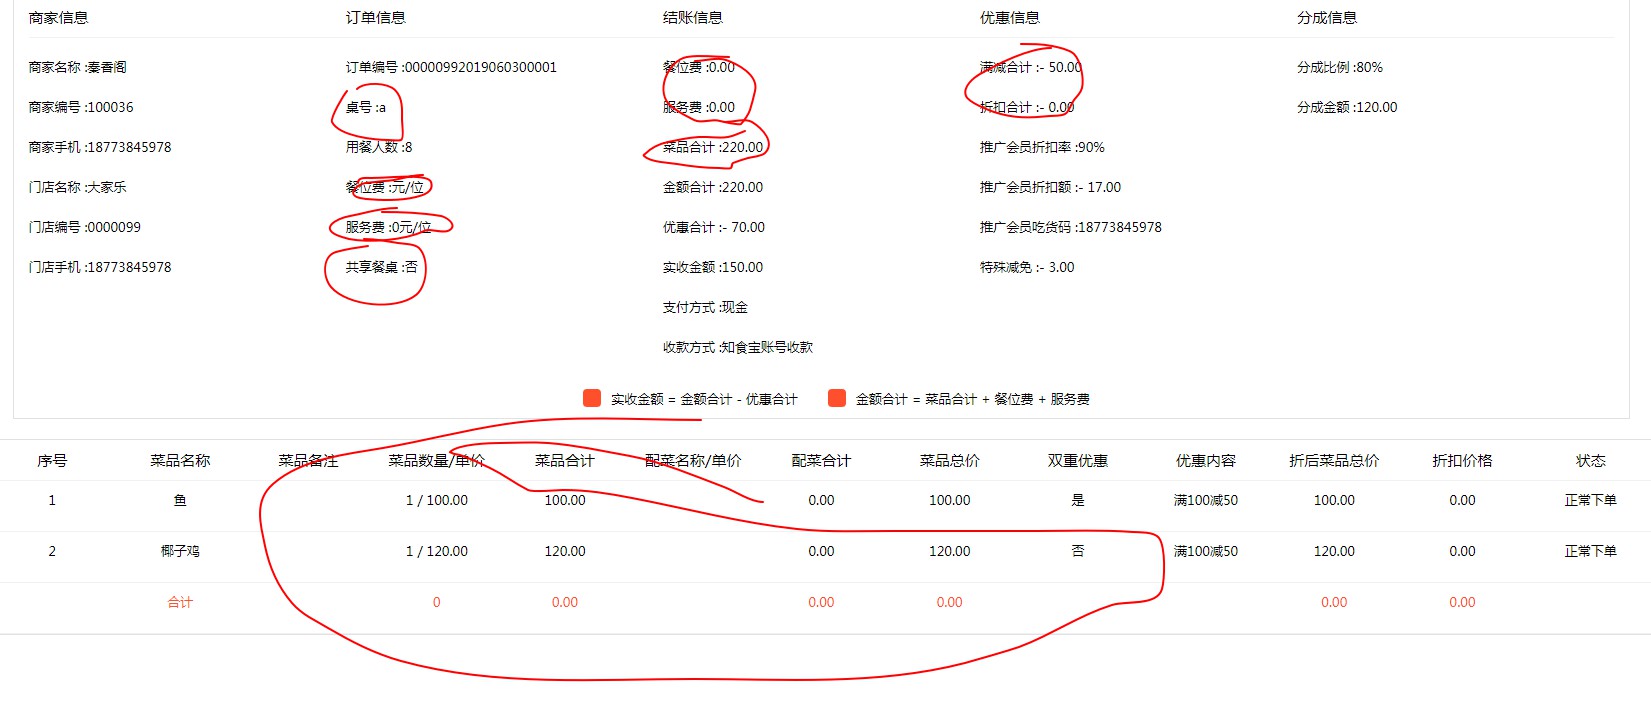 商家信息 订单信息 结账信息 优惠信息 分成信息
商家名称 :秦香阁 订单编号 :00000992019060300001 餐位费 :0.00 满减合计 :- 50.00 分成比例 :80%
商家编号 :100036 桌号 :a 服务费 :0.00 折扣合计 :- 0.00 分成金额 :120.00
商家手机 :18773845978 用餐人数 :8 菜品合计 :220.00 推广会员折扣率 :90%
门店名称 :大家乐 餐位费 :元/位 金额合计 :220.00 推广会员折扣额 :- 17.00
门店编号 :0000099 服务费 :0元/位 优惠合计 :- 70.00 推广会员吃货码 :18773845978
门店手机 :18773845978 共享餐桌 :否 实收金额 :150.00 特殊减免 :- 3.00
支付方式 :现金
收款方式 :知食宝账号收款
实收金额 = 金额合计 - 优惠合计 金额合计 = 菜品合计 + 餐位费 + 服务费
序号 菜品名称 菜品备注 菜品数量/单价 菜品合计 配菜名称/单价 配菜合计 菜品总价 双重优惠 优惠内容 折后菜品总价 折扣价格 状态
1 鱼 1 / 100.00 100.00 0.00 100.00 是 满100减50 100.00 0.00 正常下单
2 椰子鸡 1 / 120.00 120.00 0.00 120.00 否 满100减50 120.00 0.00 正常下单
合计 0 0.00 0.00 0.00 0.00 0.00